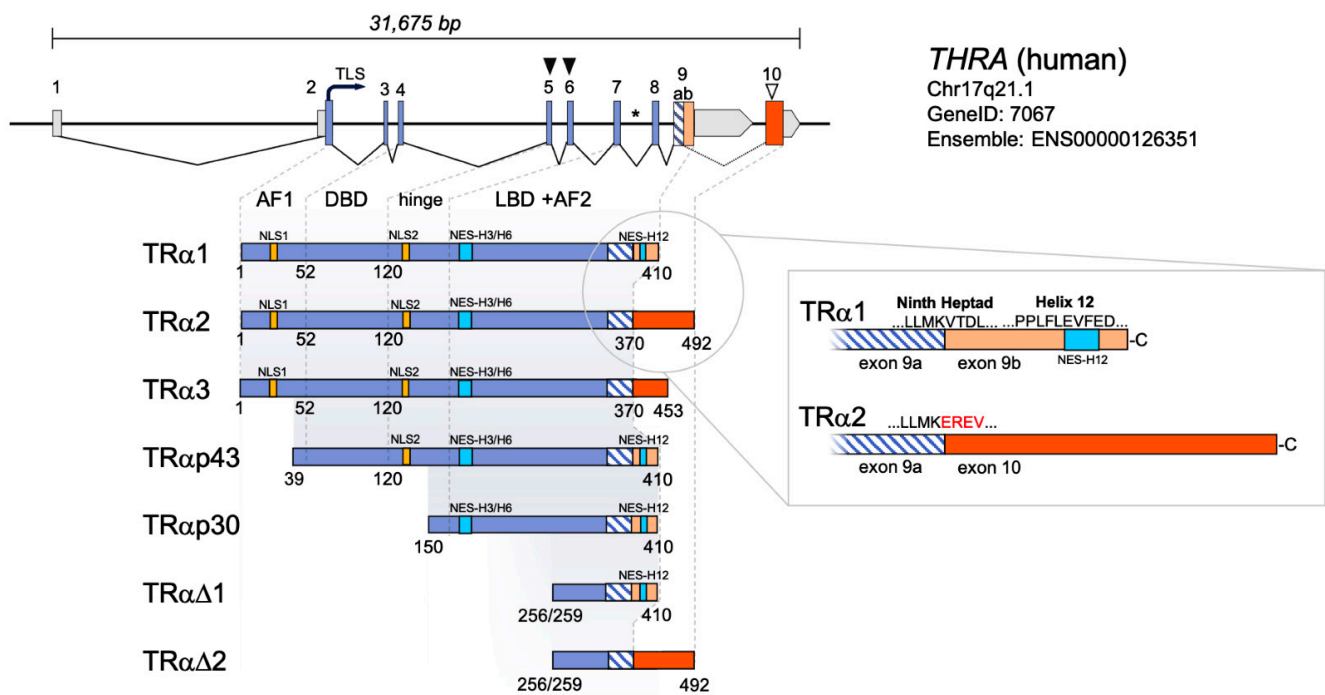 31,675 bp
THRA (human)
Chr17q21.1
GeneID: 7067
Ensemble: ENS00000126351
1 2 TLS 3 4 5 6 7 * 8 9 10
ab
AF1 DBD hinge LBD +AF2
TRα1 NLS1 NLS2 NES-H3/H6 NES-H12
1 52 120 410
TRα2 NLS1 NLS2 NES-H3/H6
1 52 120 370 492
TRα3 NLS1 NLS2 NES-H3/H6
1 52 120 370 453
TRαp43 NLS2 NES-H3/H6 NES-H12
39 120 410
TRαp30 NES-H3/H6 NES-H12
150 410
TRαΔ1 NES-H12
256/259 410
TRαΔ2
256/259 492
Ninth Heptad Helix 12
TRα1 ...LLMKVTDL... ...PPLFLEVFED...
-C
exon 9a exon 9b NES-H12
TRα2 ...LLMKEREV...
-C
exon 9a exon 10